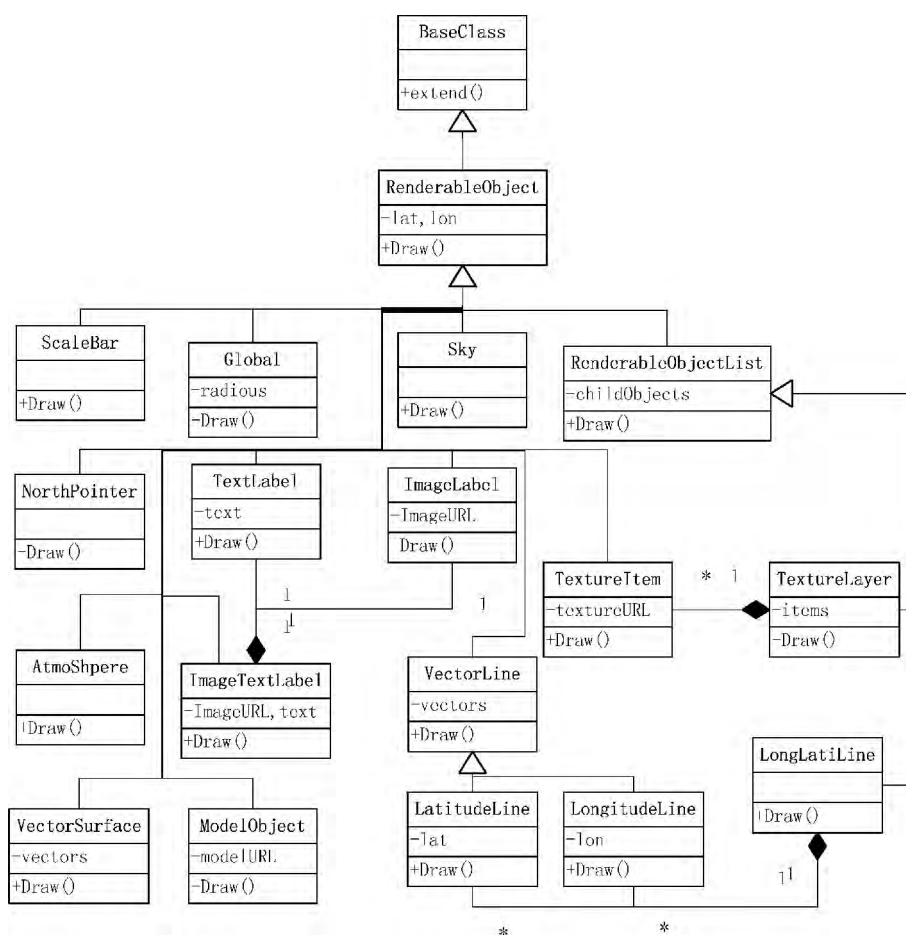 BaseClass
+extend()
RenderableObject
-lat,lon
+Draw()
ScaleBar
+Draw()
Global
-radious
-Draw()
Sky
+Draw()
RenderableObjectList
-childObjects
+Draw()
NorthPointer
-Draw()
TextLabel
-text
+Draw()
ImageLabel
-ImageURL
Draw()
TextureItem
-textureURL
+Draw()
* 1
TextureLayer
-items
-Draw()
1
1
1
1
AtmoShpere
+Draw()
ImageTextLabel
-ImageURL,text
+Draw()
VectorLine
-vectors
+Draw()
LongLatiLine
+Draw()
VectorSurface
-vectors
+Draw()
ModelObject
-modelURL
-Draw()
LatitudeLine
-lat
+Draw()
LongitudeLine
-lon
+Draw()
1 1
*
*